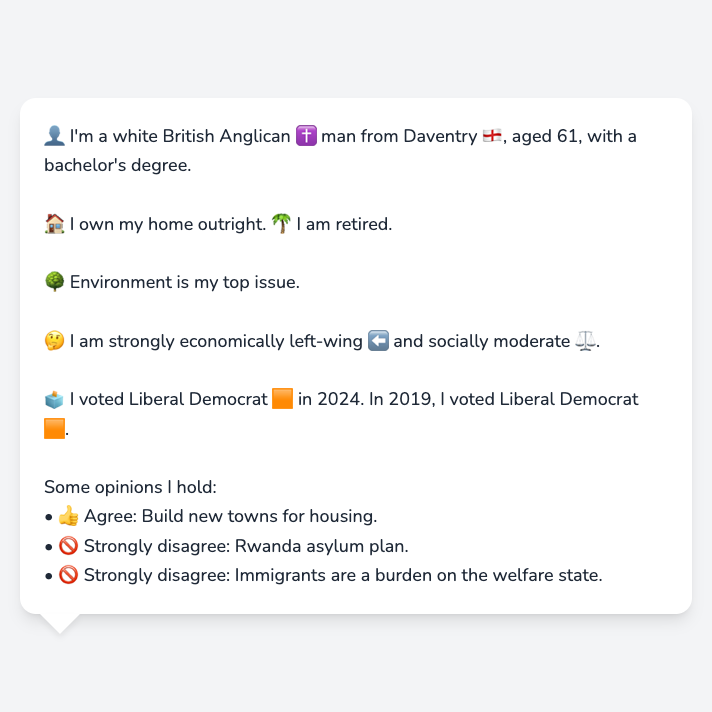 👤 I'm a white British Anglican ✝️ man from Daventry 🏴󠁧󠁢󠁥󠁮󠁧󠁿, aged 61, with a
bachelor's degree.
🏠 I own my home outright. 🌴 I am retired.
🌳 Environment is my top issue.
🤔 I am strongly economically left-wing ⬅️ and socially moderate ⚖️.
🗳️ I voted Liberal Democrat 🟧 in 2024. In 2019, I voted Liberal Democrat
🟧.
Some opinions I hold:
• 👍 Agree: Build new towns for housing.
• 🚫 Strongly disagree: Rwanda asylum plan.
• 🚫 Strongly disagree: Immigrants are a burden on the welfare state.